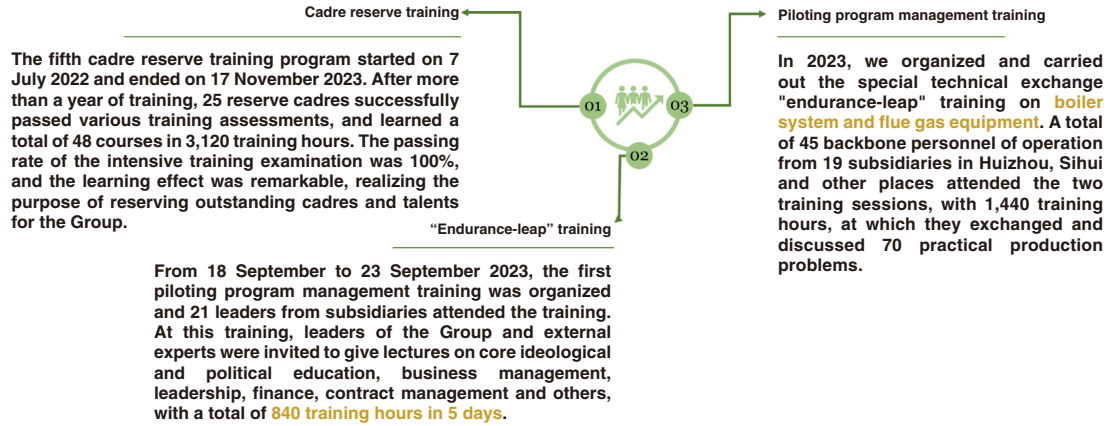 Cadre reserve training
The fifth cadre reserve training program started on 7
July 2022 and ended on 17 November 2023. After more
than a year of training, 25 reserve cadres successfully
passed various training assessments, and learned a
total of 48 courses in 3,120 training hours. The passing
rate of the intensive training examination was 100%,
and the learning effect was remarkable, realizing the
purpose of reserving outstanding cadres and talents
for the Group.
01
02
03
“Endurance-leap” training
From 18 September to 23 September 2023, the first
piloting program management training was organized
and 21 leaders from subsidiaries attended the training.
At this training, leaders of the Group and external
experts were invited to give lectures on core ideological
and political education, business management,
leadership, finance, contract management and others,
with a total of 840 training hours in 5 days.
Piloting program management training
In 2023, we organized and carried
out the special technical exchange
"endurance-leap" training on boiler
system and flue gas equipment. A total
of 45 backbone personnel of operation
from 19 subsidiaries in Huizhou, Sihui
and other places attended the two
training sessions, with 1,440 training
hours, at which they exchanged and
discussed 70 practical production
problems.